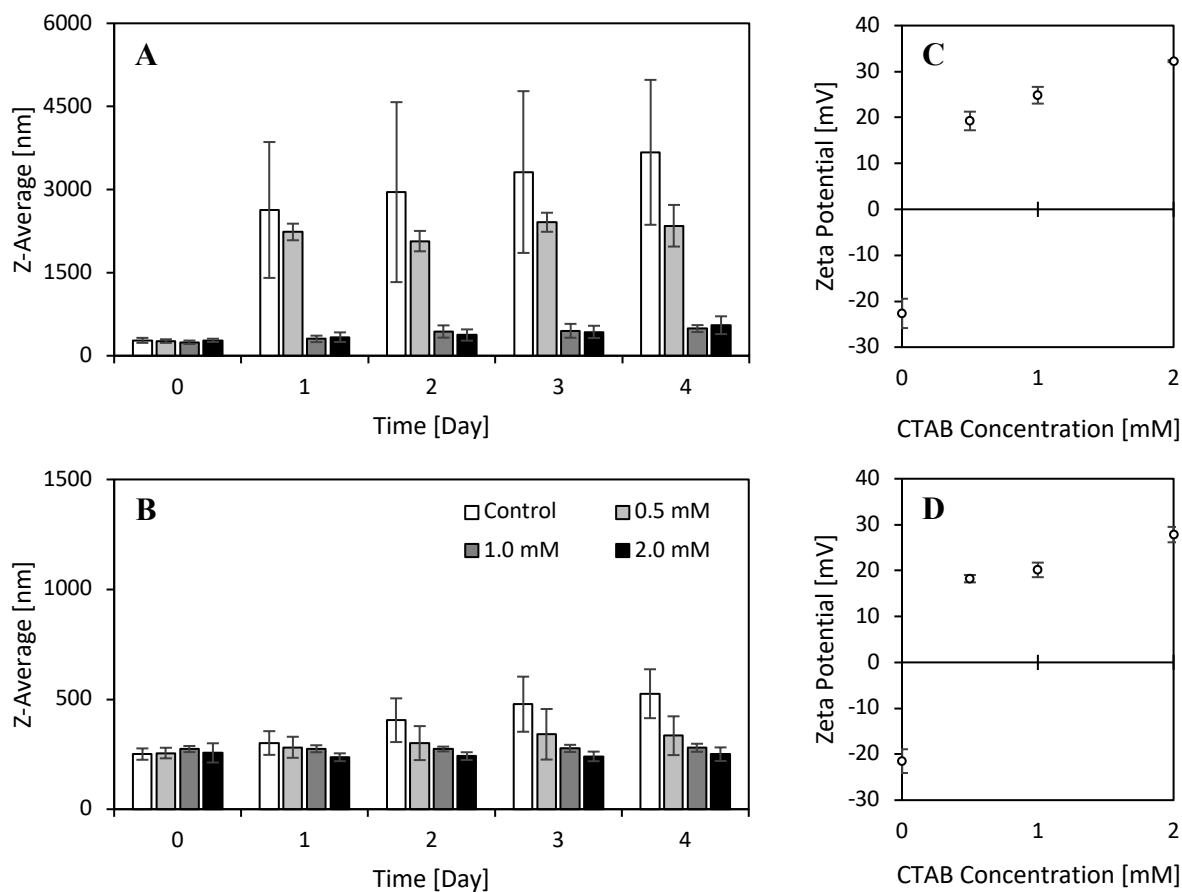 A
Z-Average [nm]
6000
4500
3000
1500
0
0 1 2 3 4
Time [Day]
C
Zeta Potential [mV]
40
30
20
10
0
-10
-20
-30
0 1 2
CTAB Concentration [mM]
B
Z-Average [nm]
1500
1000
500
0
Control 0.5 mM
1.0 mM 2.0 mM
0 1 2 3 4
Time [Day]
D
Zeta Potential [mV]
40
30
20
10
0
-10
-20
-30
0 1 2
CTAB Concentration [mM]